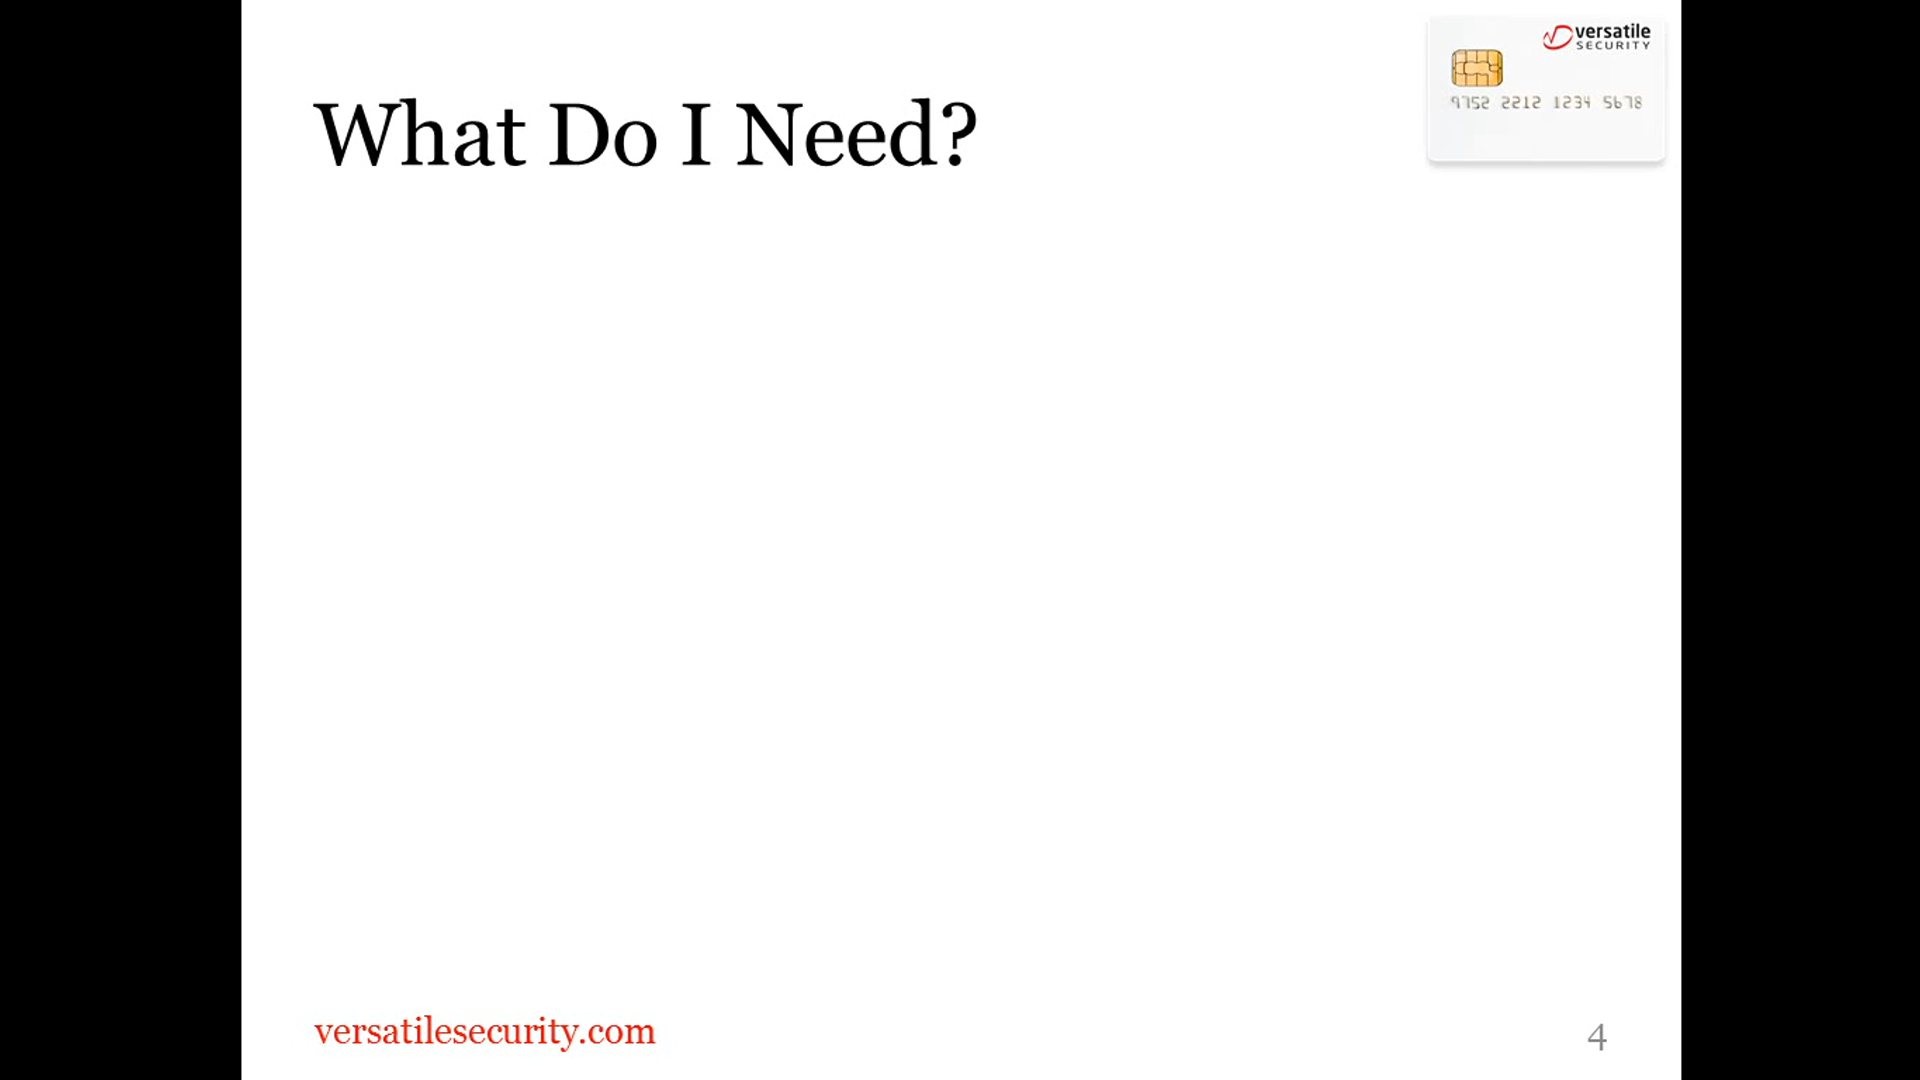 What Do I Need?
versatile
SECURITY
9752 2212 1234 5678
versatilesecurity.com
4